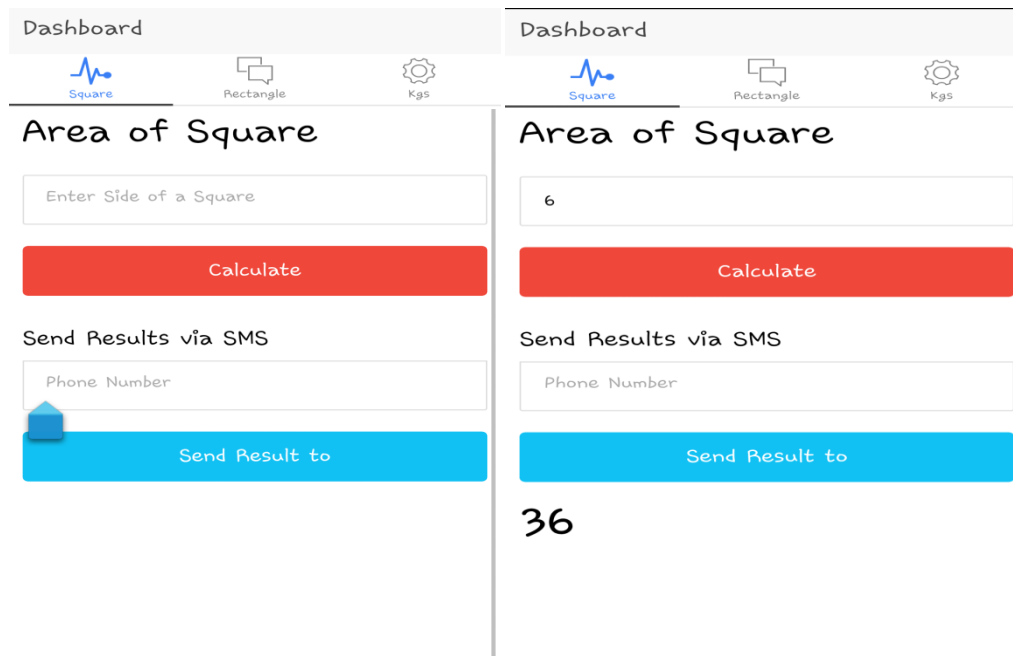 Dashboard
Square Rectangle Kgs
Area of Square
Enter Side of a Square
Calculate
Send Results via SMS
Phone Number
Send Result to
Dashboard
Square Rectangle Kgs
Area of Square
6
Calculate
Send Results via SMS
Phone Number
Send Result to
36